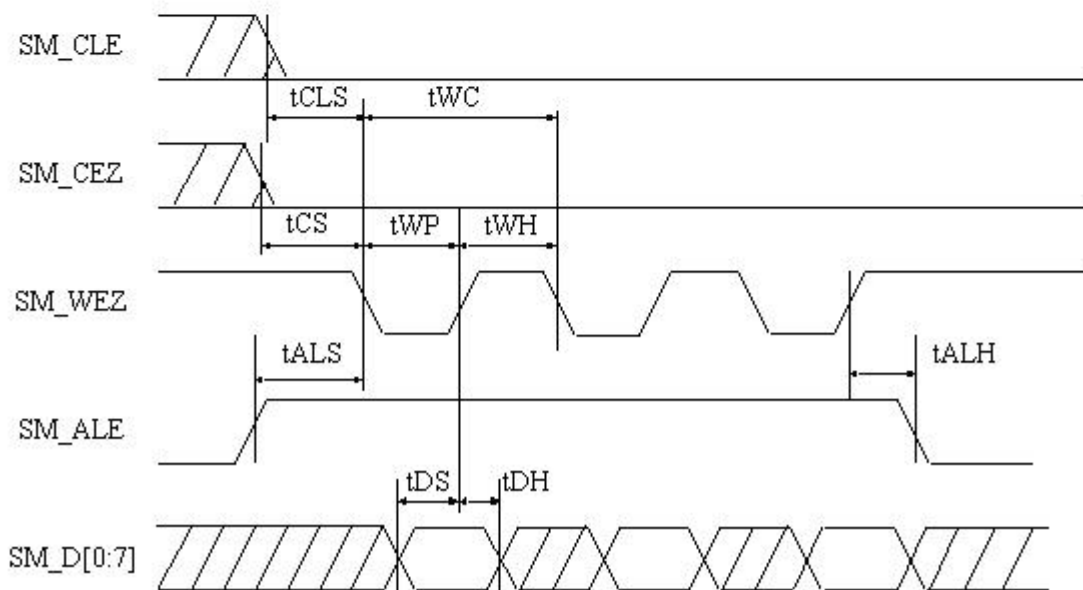 SM_CLE
tCLS tWC
SM_CEZ
tCS tWP tWH
SM_WEZ
tALS tALH
SM_ALE
tDS tDH
SM_D[0:7]